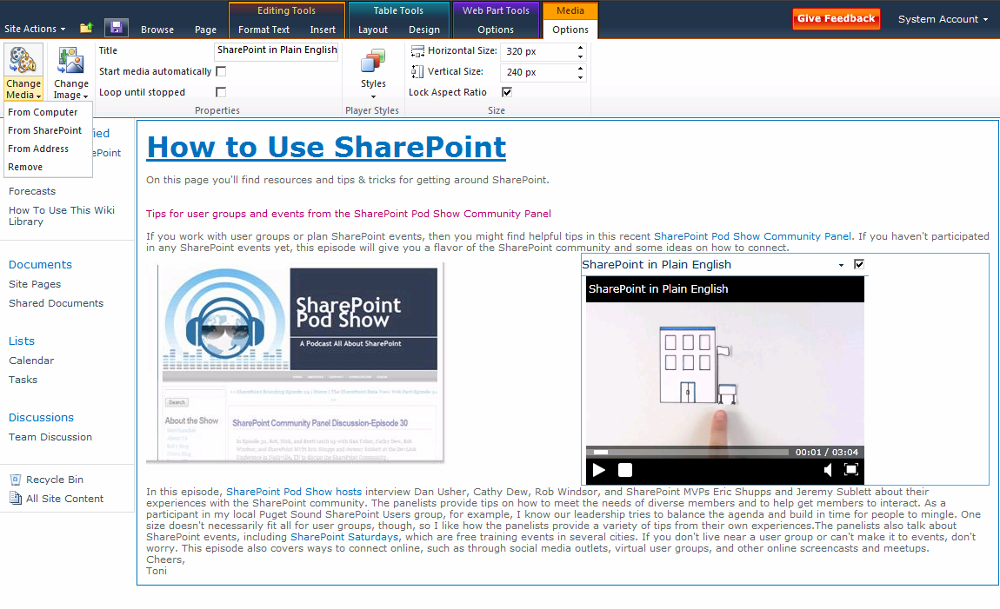 Editing Tools
Table Tools
Web Part Tools
Media
Give Feedback
System Account
Site Actions
Browse
Page
Format Text
Insert
Layout
Design
Options
Options
Change Media
Change Image
Title
SharePoint in Plain English
Start media automatically
Loop until stopped
Properties
Styles
Player Styles
Horizontal Size:
320 px
Vertical Size:
240 px
Lock Aspect Ratio
Size
From Computer
From SharePoint
From Address
Remove
Forecasts
How To Use This Wiki
Library
Documents
Site Pages
Shared Documents
Lists
Calendar
Tasks
Discussions
Team Discussion
Recycle Bin
All Site Content
How to Use SharePoint
On this page you'll find resources and tips & tricks for getting around SharePoint.
Tips for user groups and events from the SharePoint Pod Show Community Panel
If you work with user groups or plan SharePoint events, then you might find helpful tips in this recent SharePoint Pod Show Community Panel. If you haven't participated
in any SharePoint events yet, this episode will give you a flavor of the SharePoint community and some ideas on how to connect.
SharePoint
Pod Show
A Podcast All About SharePoint
Search
About the Show
SharePoint Community Panel Discussion-Episode 30
SharePoint in Plain English
SharePoint in Plain English
00:01 / 03:04
In this episode, SharePoint Pod Show hosts interview Dan Usher, Cathy Dew, Rob Windsor, and SharePoint MVPs Eric Shupps and Jeremy Sublett about their
experiences with the SharePoint community. The panelists provide tips on how to meet the needs of diverse members and to help get members to interact. As a
participant in my local Puget Sound SharePoint Users group, for example, I know our leadership tries to balance the agenda and build in time for people to mingle. One
size doesn't necessarily fit all for user groups, though, so I like how the panelists provide a variety of tips from their own experiences.The panelists also talk about
SharePoint events, including SharePoint Saturdays, which are free training events in several cities. If you don't live near a user group or can't make it to events, don't
worry. This episode also covers ways to connect online, such as through social media outlets, virtual user groups, and other online screencasts and meetups.
Cheers,
Toni